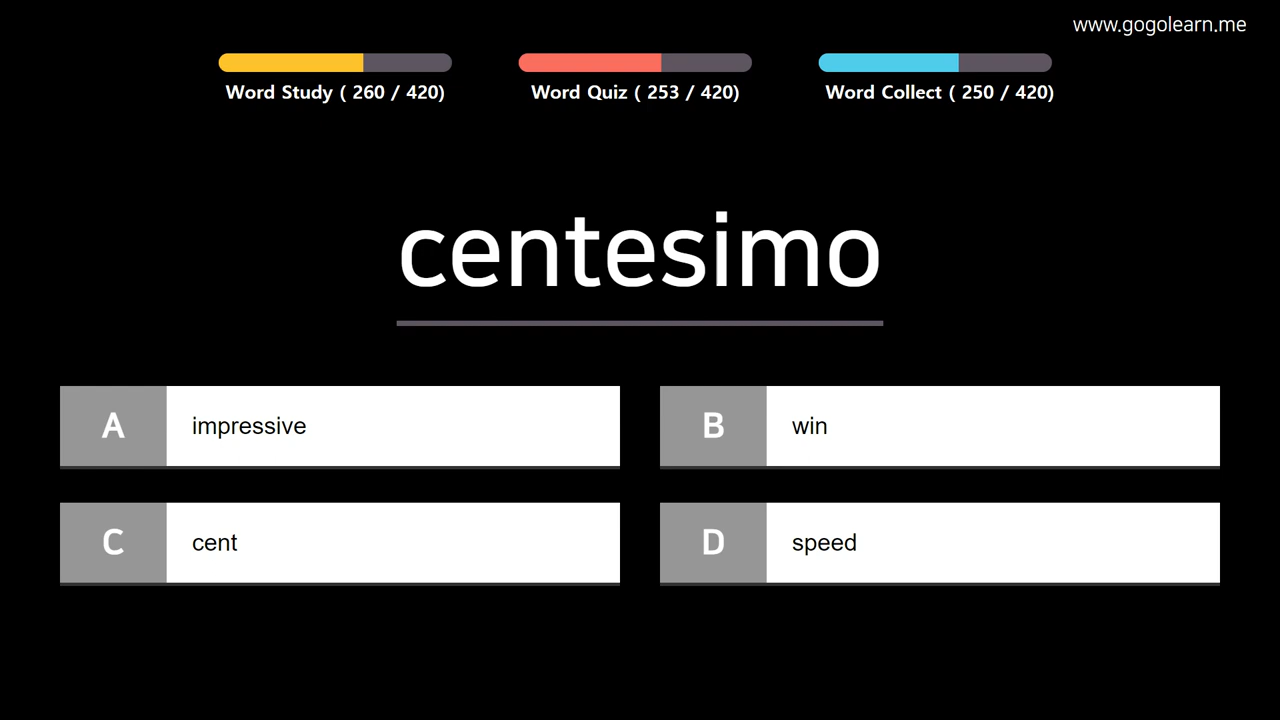 www.gogolearn.me
Word Study ( 260 / 420) Word Quiz ( 253 / 420) Word Collect ( 250 / 420)
centesimo
A impressive
B win
C cent
D speed